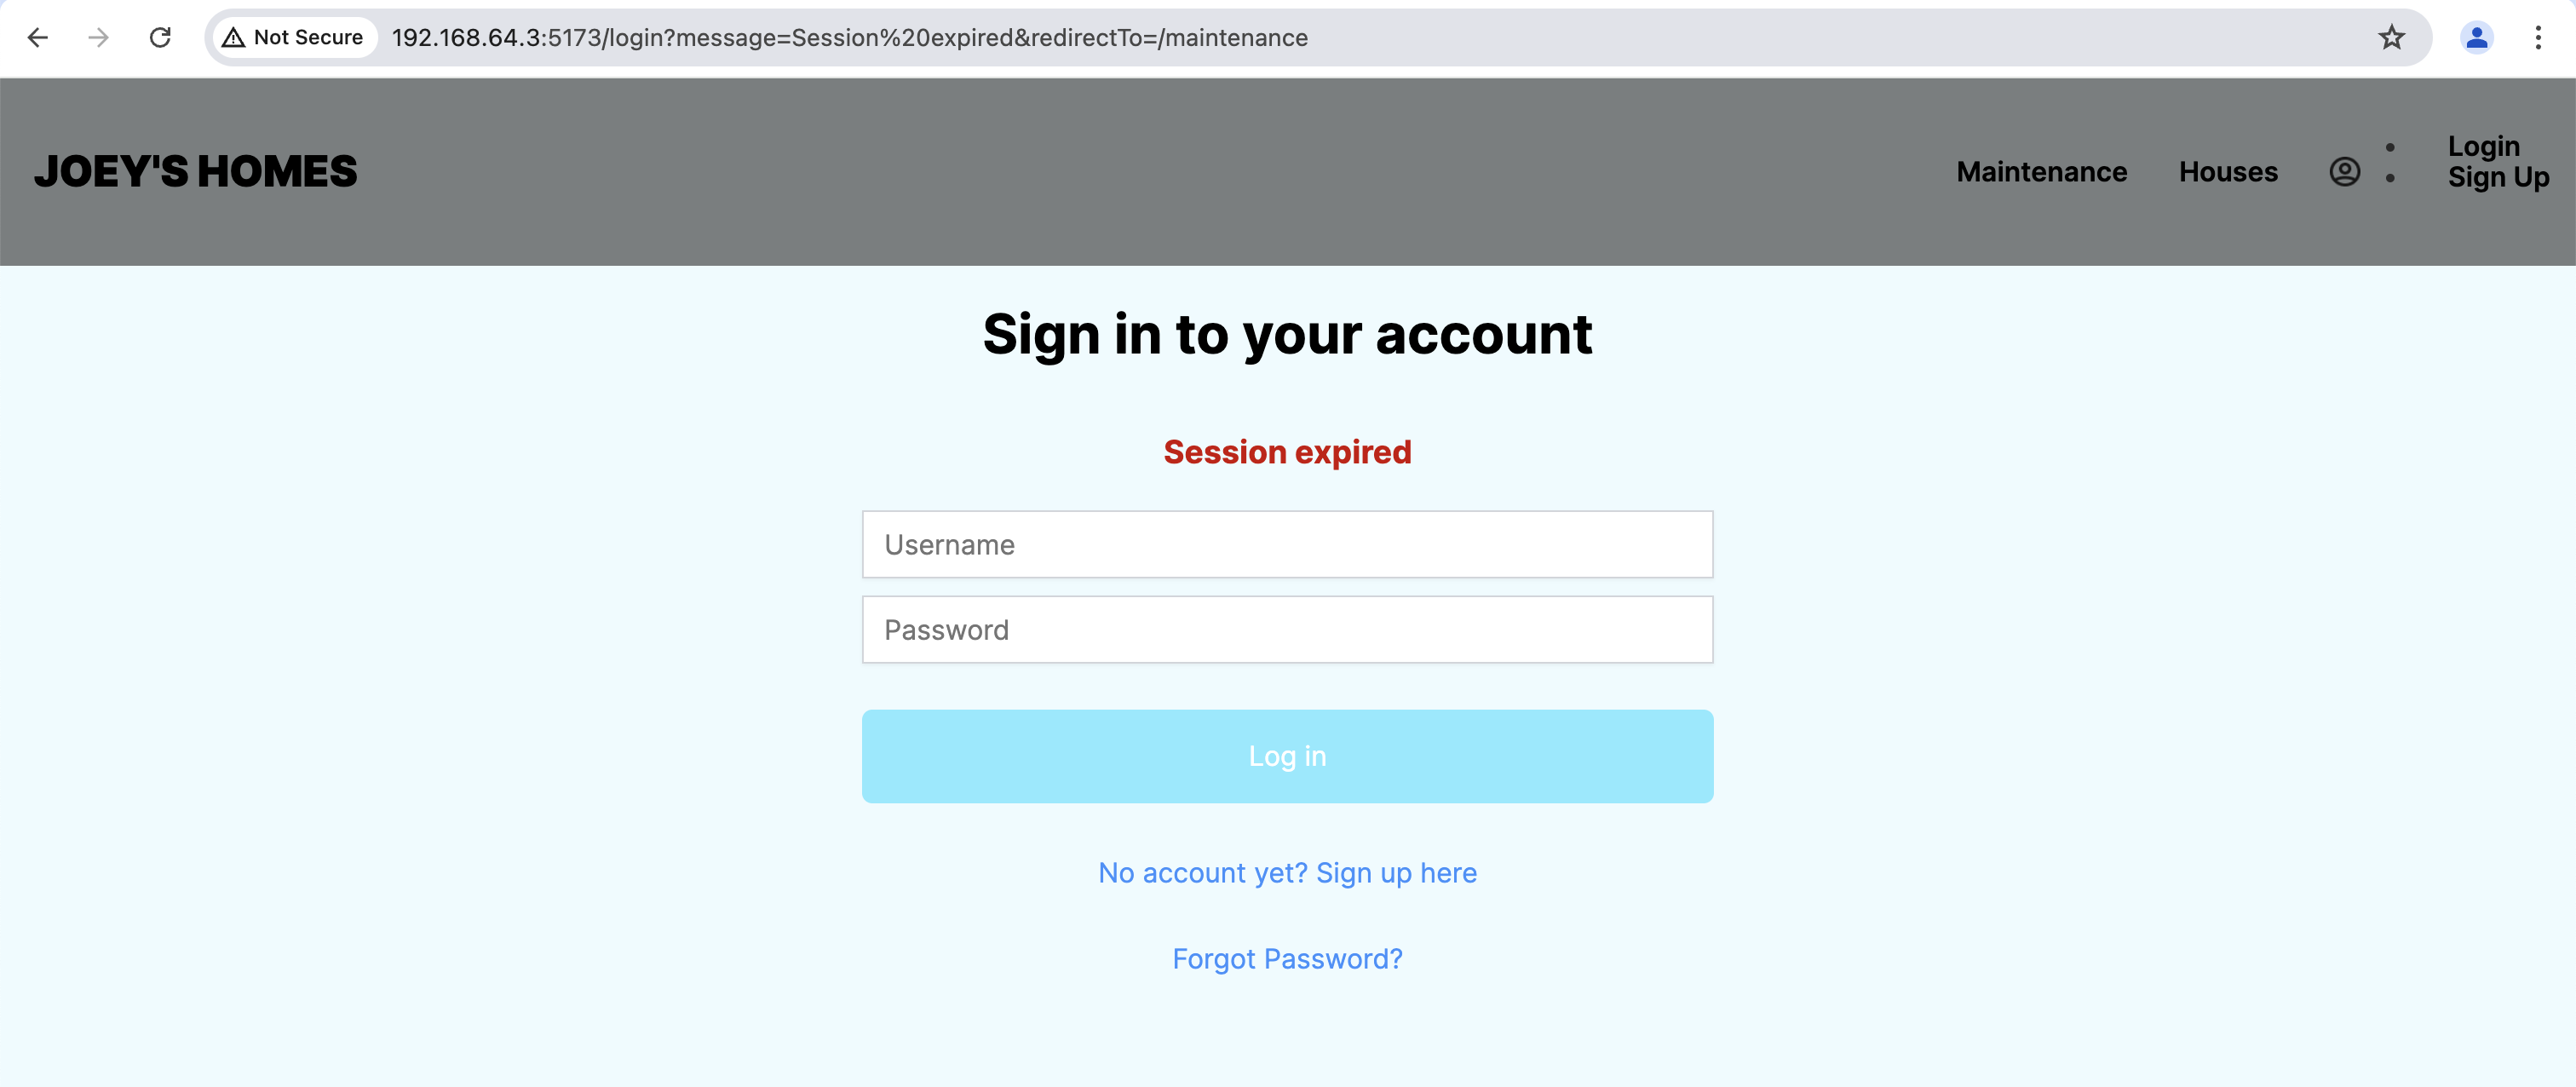 Not Secure 192.168.64.3:5173/login?message=Session%20expired&redirectTo=/maintenance
JOEY'S HOMES
Maintenance Houses
Login
Sign Up
Sign in to your account
Session expired
Username
Password
Log in
No account yet? Sign up here
Forgot Password?